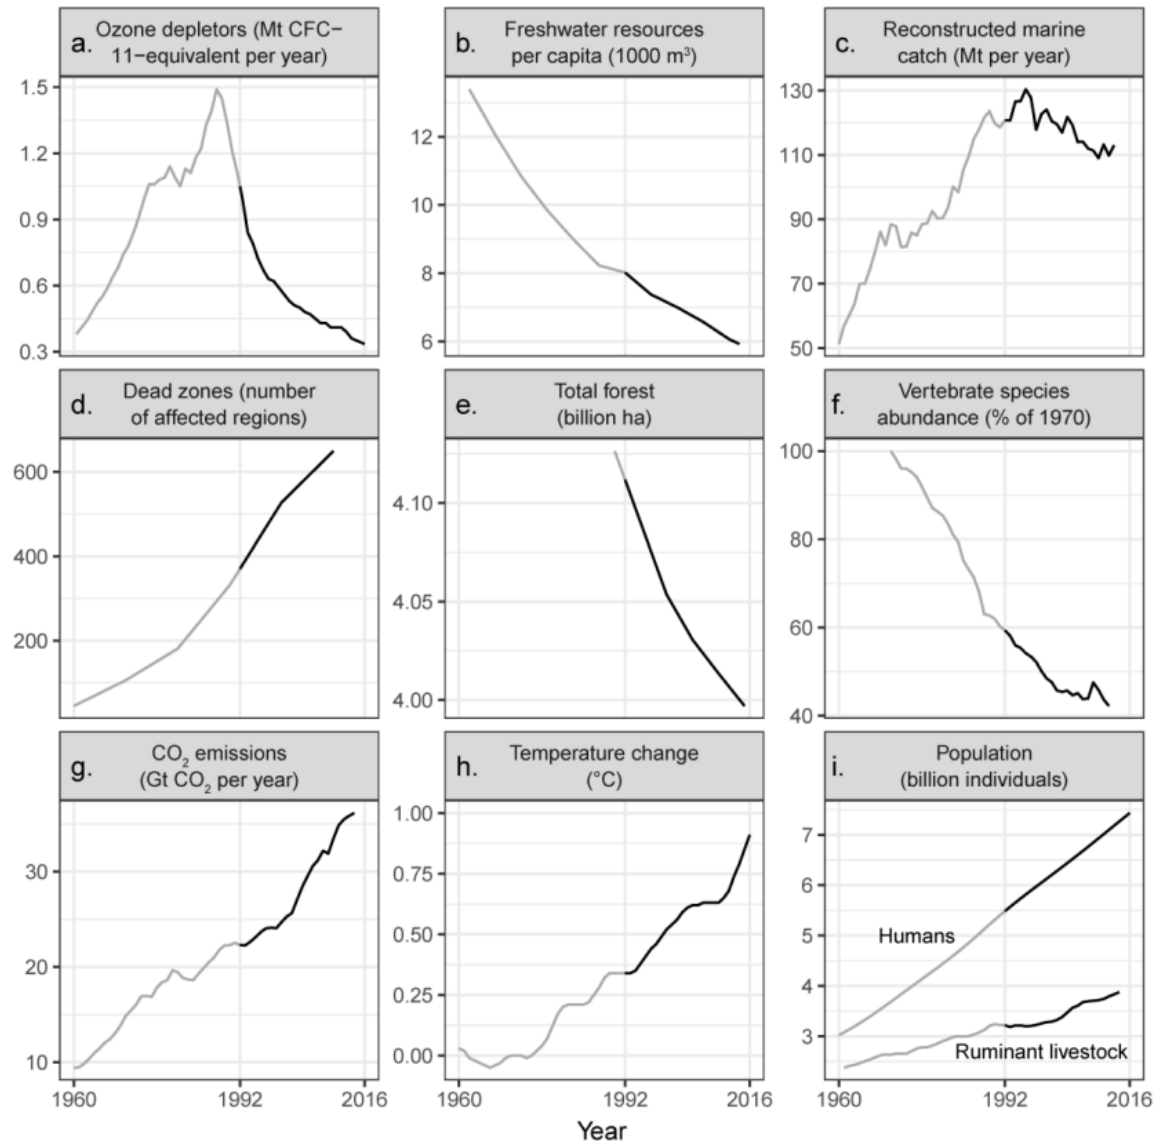 a. Ozone depletors (Mt CFC−
11−equivalent per year)
1.5
1.2
0.9
0.6
0.3
b. Freshwater resources
per capita (1000 m³)
12
10
8
6
c. Reconstructed marine
catch (Mt per year)
130
110
90
70
50
d. Dead zones (number
of affected regions)
600
400
200
e. Total forest
(billion ha)
4.10
4.05
4.00
f. Vertebrate species
abundance (% of 1970)
100
80
60
40
g. CO₂ emissions
(Gt CO₂ per year)
30
20
10
1960 1992 2016
h. Temperature change
(°C)
1.00
0.75
0.50
0.25
0.00
1960 1992 2016
i. Population
(billion individuals)
7
6
5
4
3
Humans
Ruminant livestock
1960 1992 2016
Year